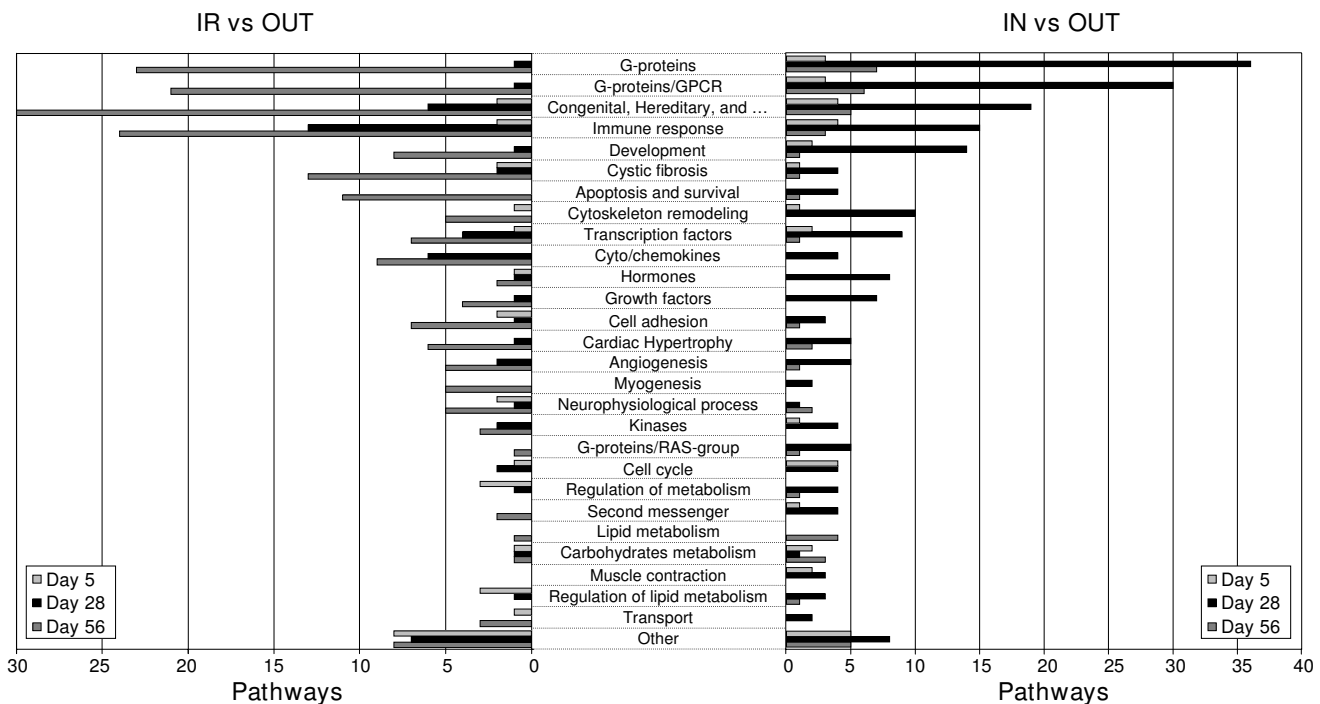 IR vs OUT
IN vs OUT
G-proteins
G-proteins/GPCR
Congenital, Hereditary, and …
Immune response
Development
Cystic fibrosis
Apoptosis and survival
Cytoskeleton remodeling
Transcription factors
Cyto/chemokines
Hormones
Growth factors
Cell adhesion
Cardiac Hypertrophy
Angiogenesis
Myogenesis
Neurophysiological process
Kinases
G-proteins/RAS-group
Cell cycle
Regulation of metabolism
Second messenger
Lipid metabolism
Carbohydrates metabolism
Muscle contraction
Regulation of lipid metabolism
Transport
Other
Day 5
Day 28
Day 56
Day 5
Day 28
Day 56
30 25 20 15 10 5 0
0 5 10 15 20 25 30 35 40
Pathways
Pathways